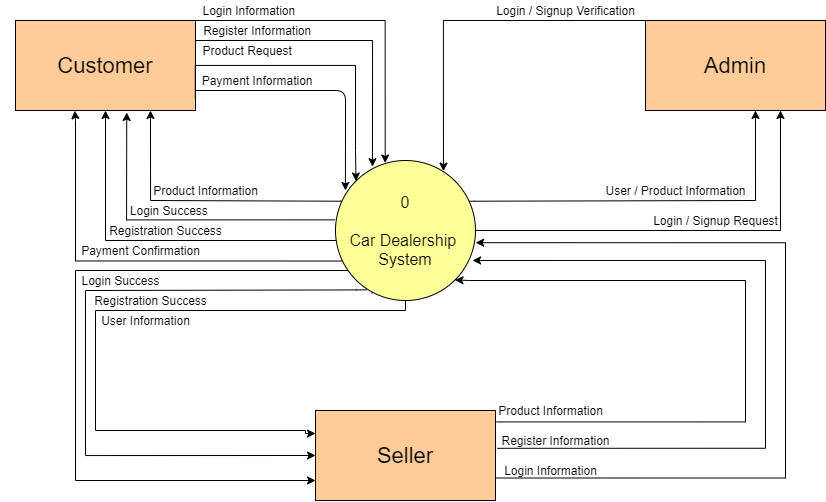 Login Information
Login / Signup Verification
Register Information
Product Request
Customer
Admin
Payment Information
0
Product Information
User / Product Information
Login Success
Login / Signup Request
Registration Success
Car Dealership
System
Payment Confirmation
Login Success
Registration Success
User Information
Product Information
Register Information
Seller
Login Information